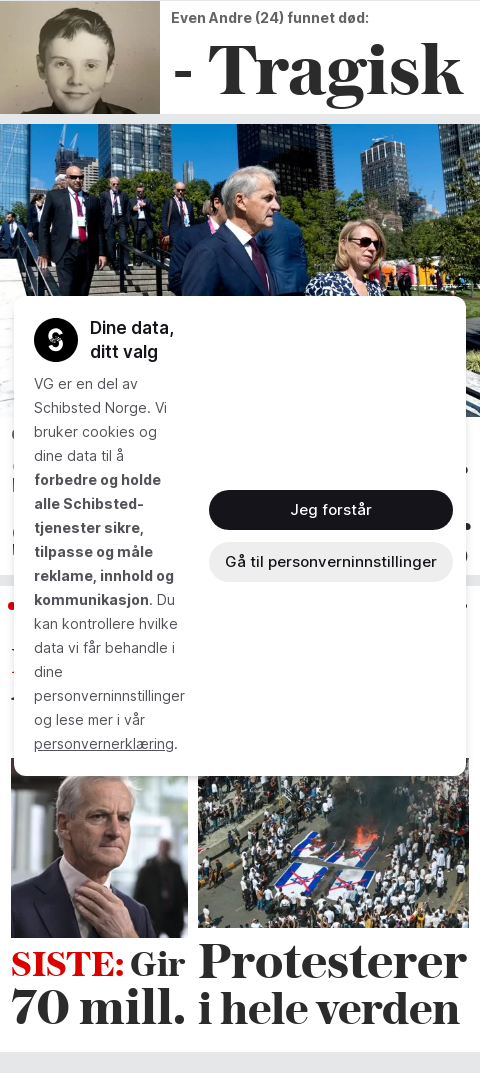 Even Andre (24) funnet død:
- Tragisk
Dine data,
ditt valg
VG er en del av
Schibsted Norge. Vi
bruker cookies og
dine data til å
forbedre og holde
alle Schibsted-
tjenester sikre,
tilpasse og måle
reklame, innhold og
kommunikasjon. Du
kan kontrollere hvilke
data vi får behandle i
dine
personverninnstillinger
og lese mer i vår
personvernerklæring.
Jeg forstår
Gå til personverninnstillinger
SISTE: Gir
70 mill.
Protesterer
i hele verden